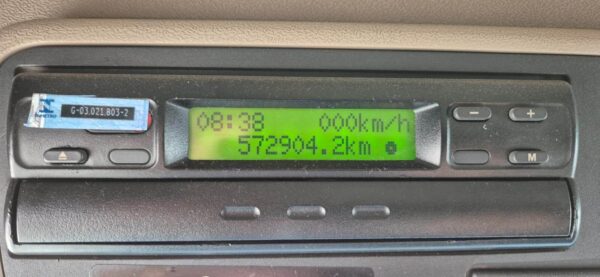 G-03.021.803-2
08:38 000km/h
572904.2km
− +
M